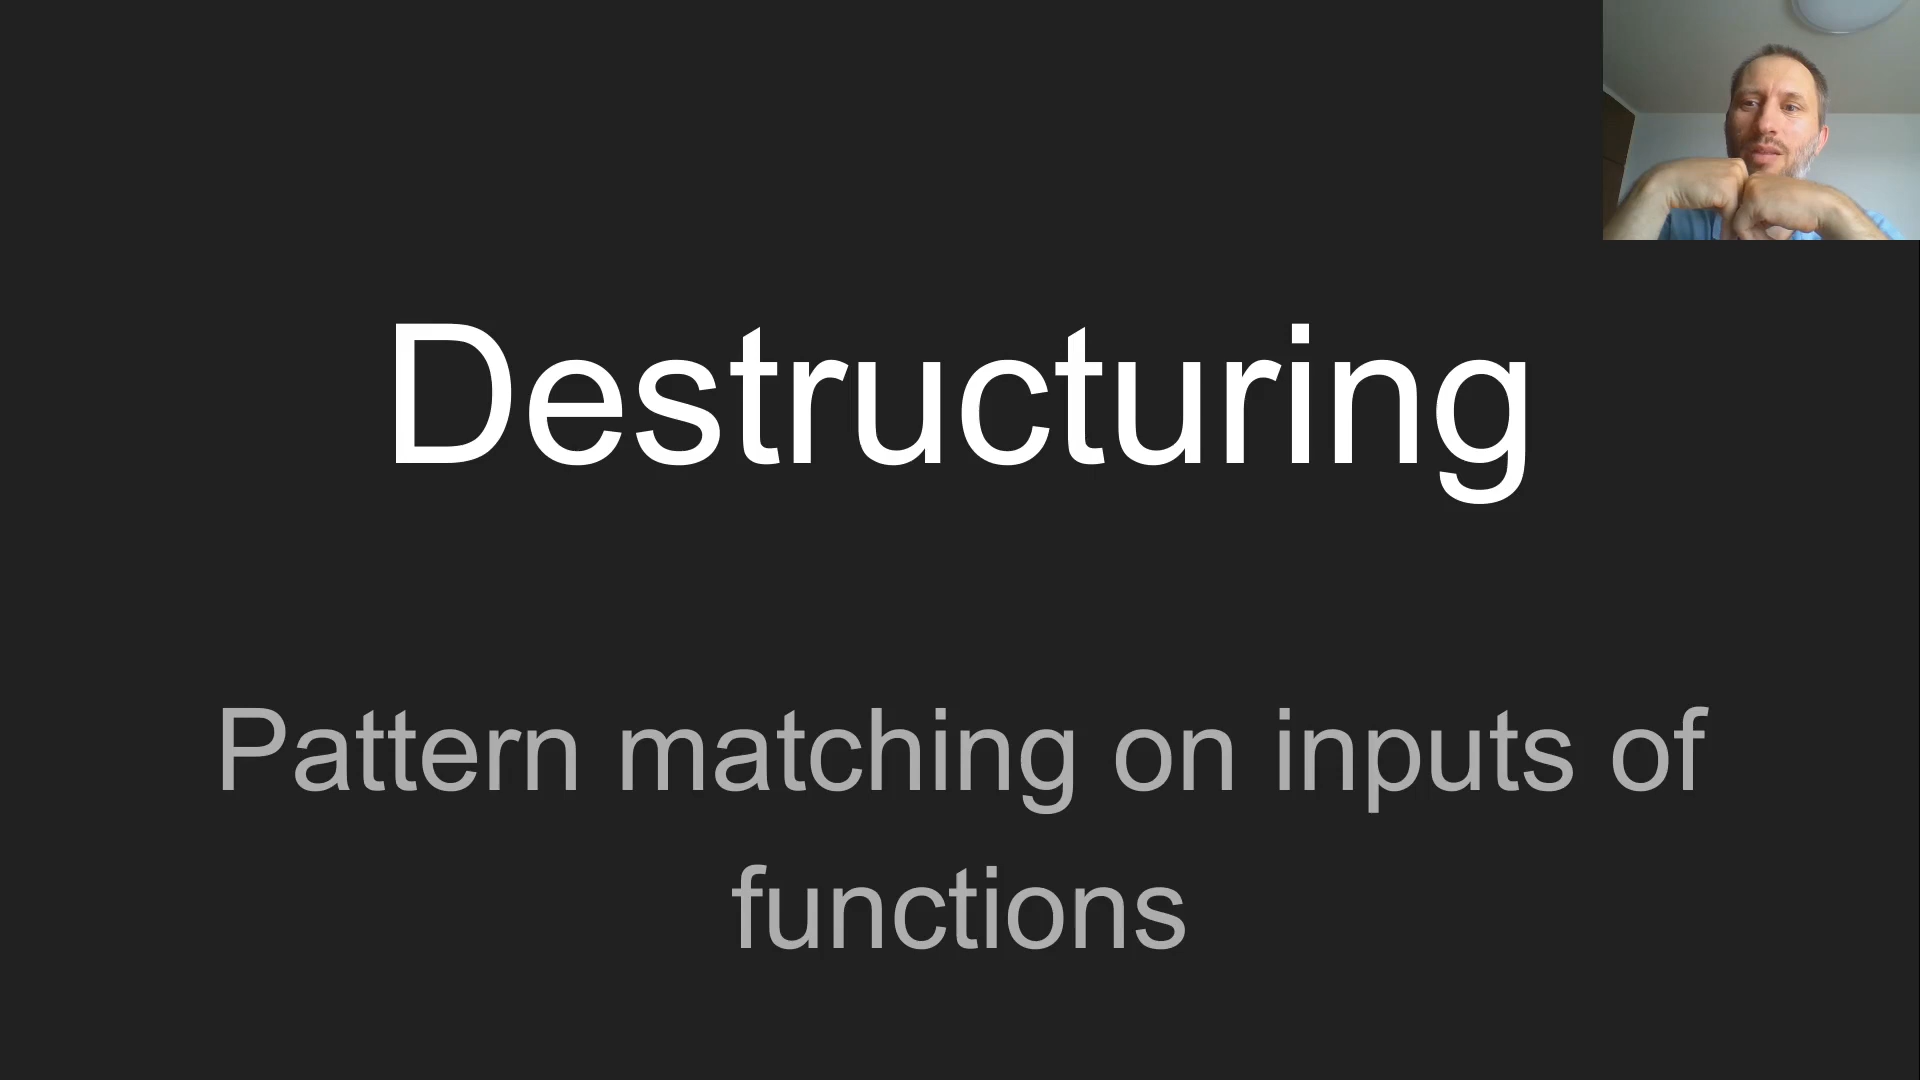 Destructuring
Pattern matching on inputs of
functions